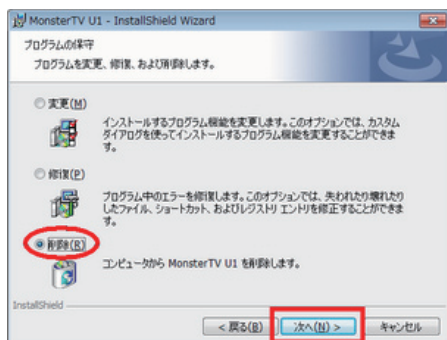 MonsterTV U1 - InstallShield Wizard
プログラムの保守
プログラムを変更、修復、および削除します。
変更(M)
インストールするプログラム機能を変更します。このオプションでは、カスタム
ダイアログを使ってインストールするプログラム機能を変更することができま
す。
修復(P)
プログラム中のエラーを修復します。このオプションでは、失われたり壊れたり
したファイル、ショートカット、およびレジストリ エントリを修正することができま
す。
削除(R)
コンピュータから MonsterTV U1 を削除します。
InstallShield
< 戻る(B)
次へ(N) >
キャンセル